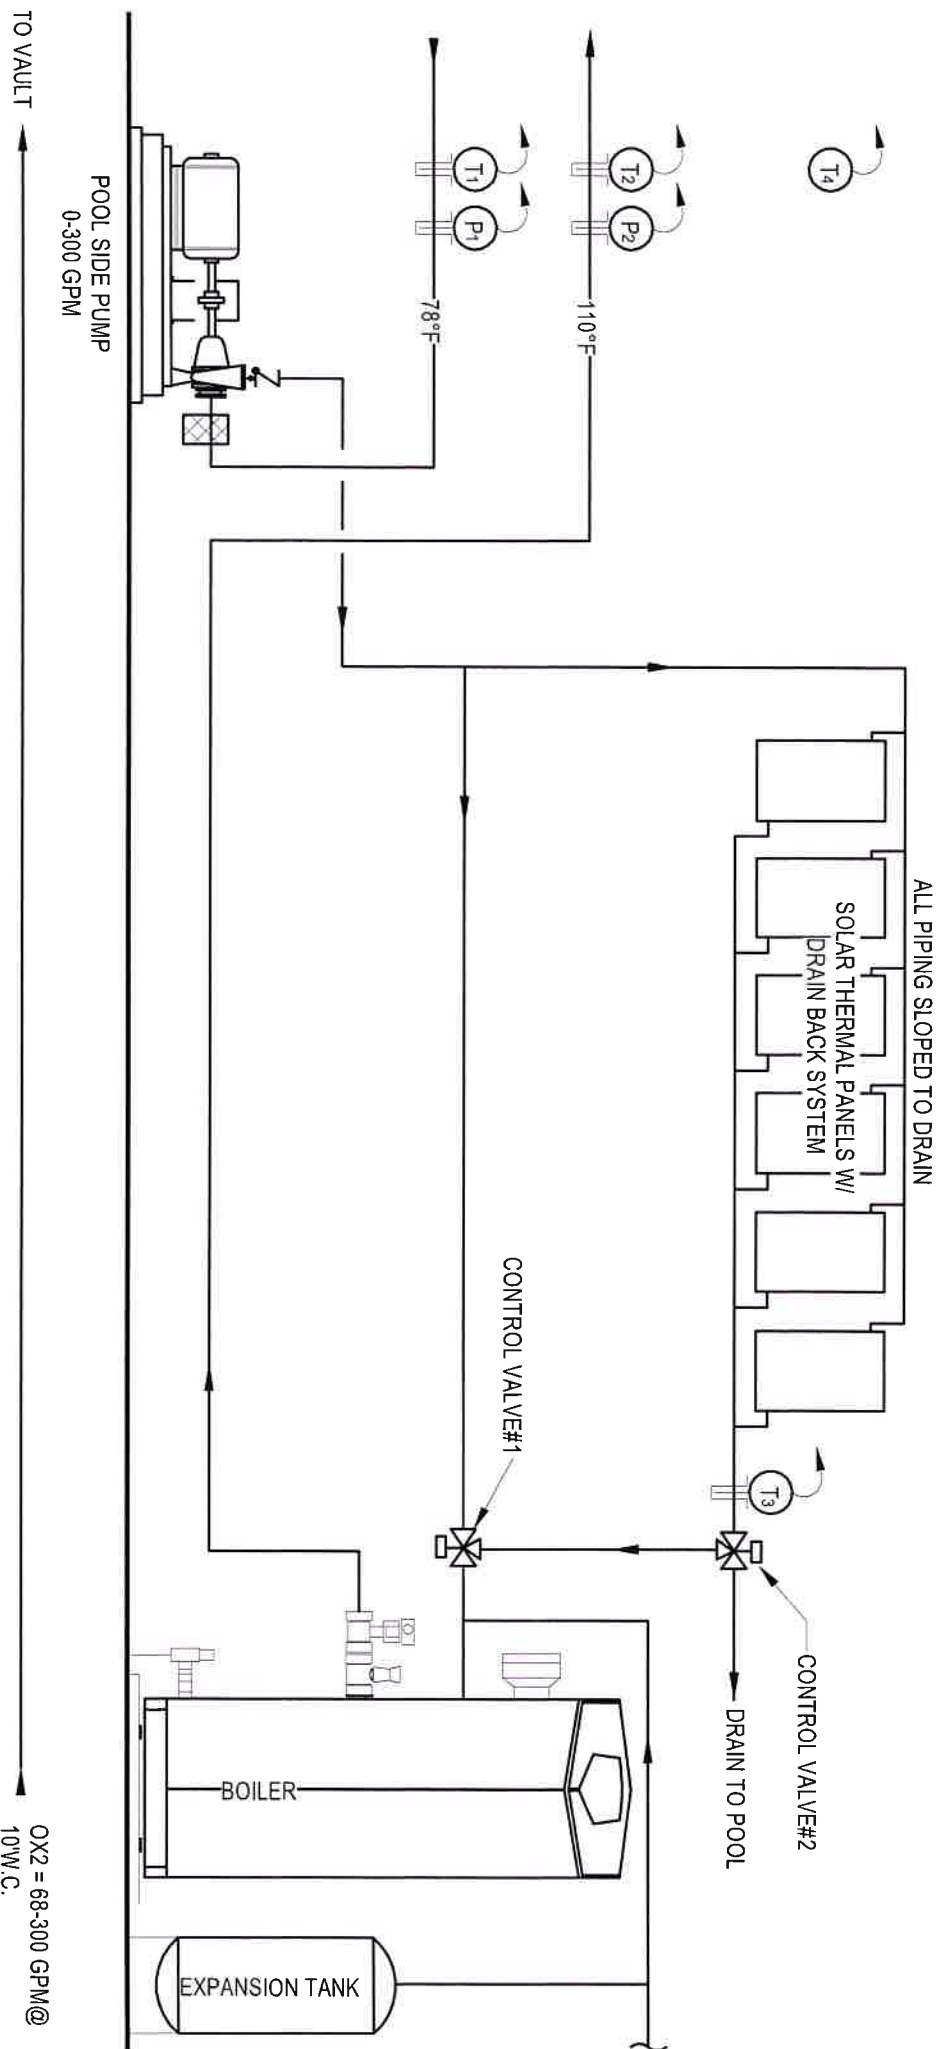 ALL PIPING SLOPED TO DRAIN
SOLAR THERMAL PANELS W/
DRAIN BACK SYSTEM
T4
T3
CONTROL VALVE#2
DRAIN TO POOL
T2
P2
110°F
T1
P1
78°F
CONTROL VALVE#1
BOILER
EXPANSION TANK
POOL SIDE PUMP
0-300 GPM
TO VAULT
OX2 = 68-300 GPM@
10'W.C.